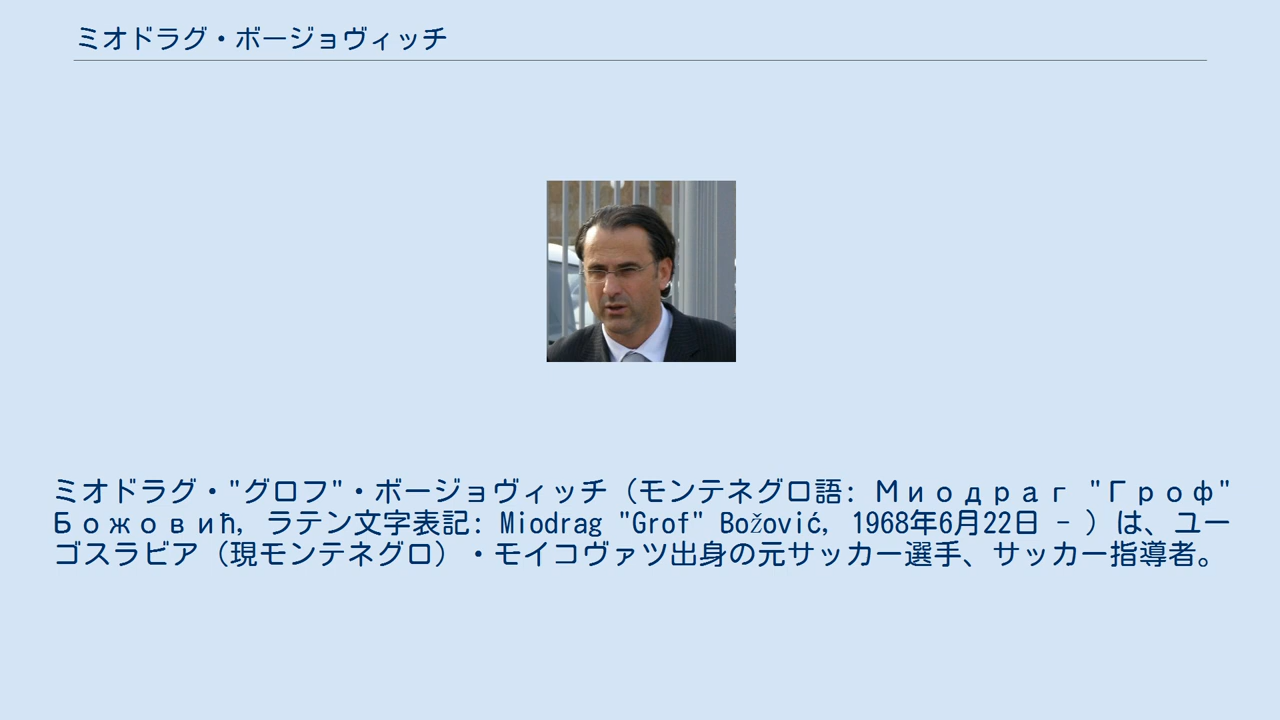 ミオドラグ・ボージョヴィッチ
ミオドラグ・"グロフ"・ボージョヴィッチ（モンテネグロ語: Миодраг "Гроф"
Божовић, ラテン文字表記: Miodrag "Grof" Božović, 1968年6月22日 - ）は、ユー
ゴスラビア（現モンテネグロ）・モイコヴァツ出身の元サッカー選手、サッカー指導者。